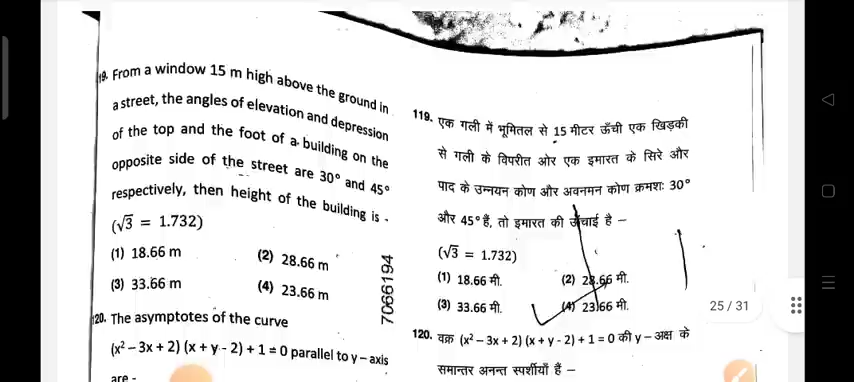 19. From a window 15 m high above the ground in
a street, the angles of elevation and depression
of the top and the foot of a building on the
opposite side of the street are 30° and 45°
respectively, then height of the building is -
(√3 = 1.732)
(1) 18.66 m
(2) 28.66 m
(3) 33.66 m
(4) 23.66 m
20. The asymptotes of the curve
(x² – 3x + 2) (x + y - 2) + 1 = 0 parallel to y – axis
are -
7066194
119. एक गली में भूमितल से 15 मीटर ऊँची एक खिड़की
से गली के विपरीत ओर एक इमारत के सिरे और
पाद के उन्नयन कोण और अवनमन कोण क्रमशः 30°
और 45° हैं, तो इमारत की ऊँचाई है –
(√3 = 1.732)
(1) 18.66 मी.
(2) 28.66 मी.
(3) 33.66 मी.
(4) 23.66 मी.
120. वक्र (x² – 3x + 2) (x + y - 2) + 1 = 0 की y – अक्ष के
समान्तर अनन्त स्पर्शीयाँ हैं –
25 / 31